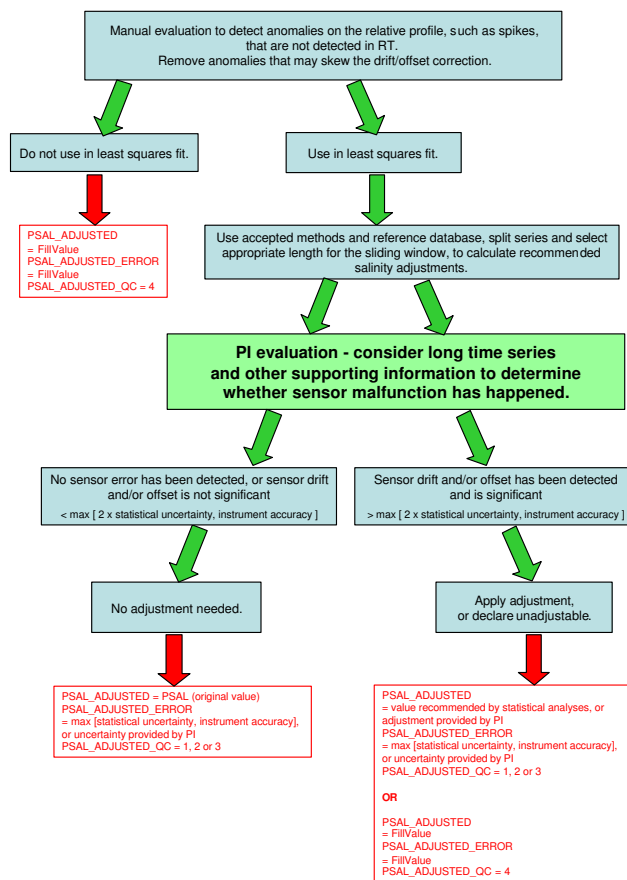 Manual evaluation to detect anomalies on the relative profile, such as spikes,
that are not detected in RT.
Remove anomalies that may skew the drift/offset correction.
Do not use in least squares fit.
Use in least squares fit.
PSAL_ADJUSTED
= FillValue
PSAL_ADJUSTED_ERROR
= FillValue
PSAL_ADJUSTED_QC = 4
Use accepted methods and reference database, split series and select
appropriate length for the sliding window, to calculate recommended
salinity adjustments.
PI evaluation - consider long time series
and other supporting information to determine
whether sensor malfunction has happened.
No sensor error has been detected, or sensor drift
and/or offset is not significant
< max [ 2 x statistical uncertainty, instrument accuracy ]
Sensor drift and/or offset has been detected
and is significant
> max [ 2 x statistical uncertainty, instrument accuracy ]
No adjustment needed.
Apply adjustment,
or declare unadjustable.
PSAL_ADJUSTED = PSAL (original value)
PSAL_ADJUSTED_ERROR
= max [statistical uncertainty, instrument accuracy],
or uncertainty provided by PI
PSAL_ADJUSTED_QC = 1, 2 or 3
PSAL_ADJUSTED
= value recommended by statistical analyses, or
adjustment provided by PI
PSAL_ADJUSTED_ERROR
= max [statistical uncertainty, instrument accuracy],
or uncertainty provided by PI
PSAL_ADJUSTED_QC = 1, 2 or 3
OR
PSAL_ADJUSTED
= FillValue
PSAL_ADJUSTED_ERROR
= FillValue
PSAL_ADJUSTED_QC = 4